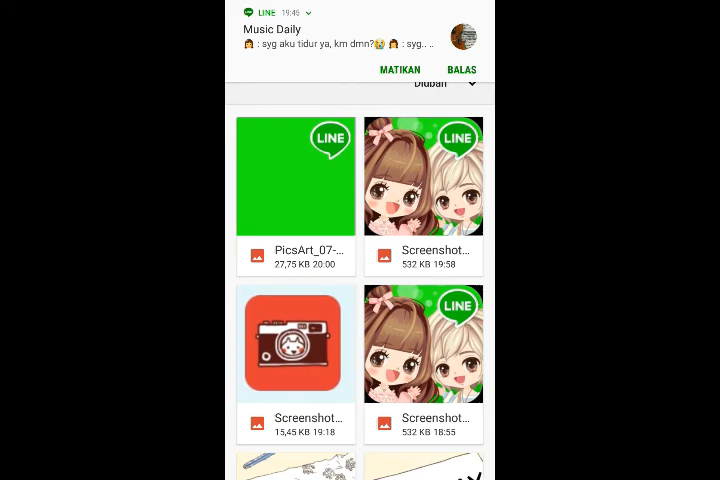 LINE 19:45
Music Daily
👩 : syg aku tidur ya, km dmn?😭 👩 : syg.. ..
MATIKAN BALAS
Diubah
LINE
LINE
PicsArt_07-...
27,75 KB 20:00
Screenshot...
532 KB 19:58
LINE
Screenshot...
15,45 KB 19:18
Screenshot...
532 KB 18:55